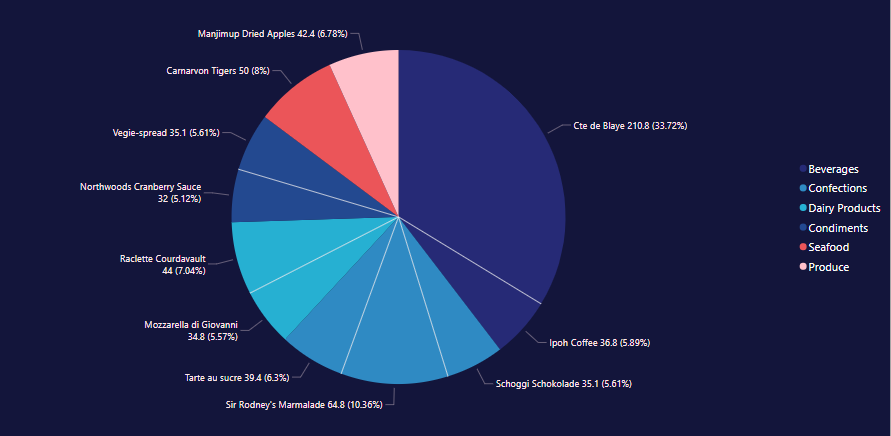 Manjimup Dried Apples 42.4 (6.78%)
Carnarvon Tigers 50 (8%)
Vegie-spread 35.1 (5.61%)
Northwoods Cranberry Sauce
32 (5.12%)
Raclette Courdavault
44 (7.04%)
Mozzarella di Giovanni
34.8 (5.57%)
Tarte au sucre 39.4 (6.3%)
Sir Rodney's Marmalade 64.8 (10.36%)
Schoggi Schokolade 35.1 (5.61%)
Ipoh Coffee 36.8 (5.89%)
Cte de Blaye 210.8 (33.72%)
Beverages
Confections
Dairy Products
Condiments
Seafood
Produce